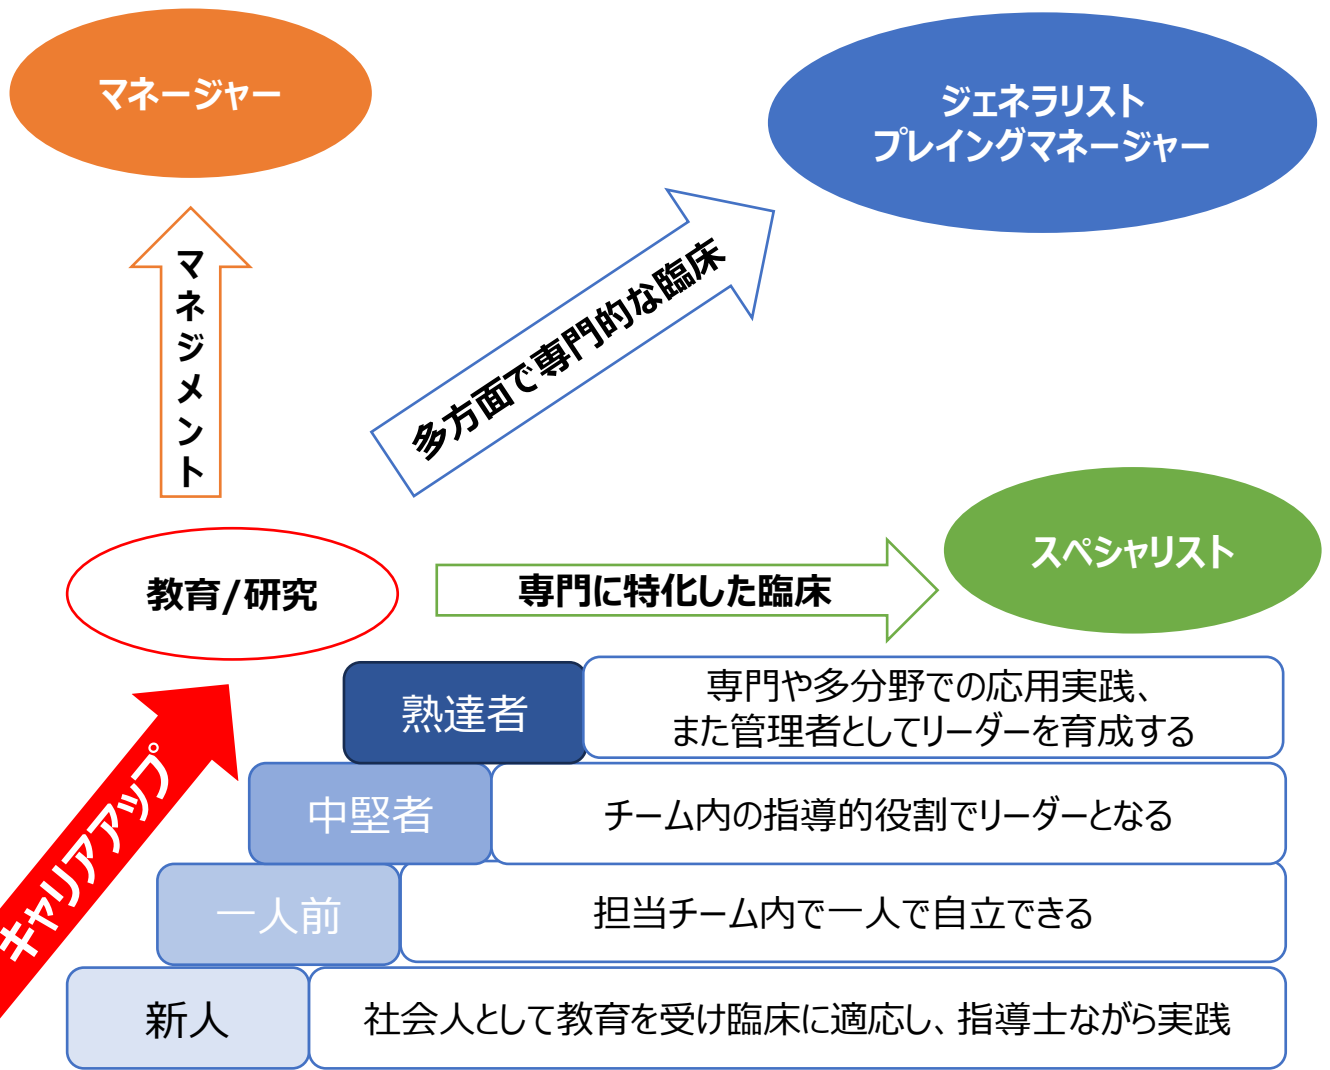 マネージャー
ジェネラリスト
プレイングマネージャー
マネジメント
多方面で専門的な臨床
スペシャリスト
教育/研究
専門に特化した臨床
キャリアアップ
熟達者
専門や多分野での応用実践、
また管理者としてリーダーを育成する
中堅者
チーム内の指導的役割でリーダーとなる
一人前
担当チーム内で一人で自立できる
新人
社会人として教育を受け臨床に適応し、指導士ながら実践